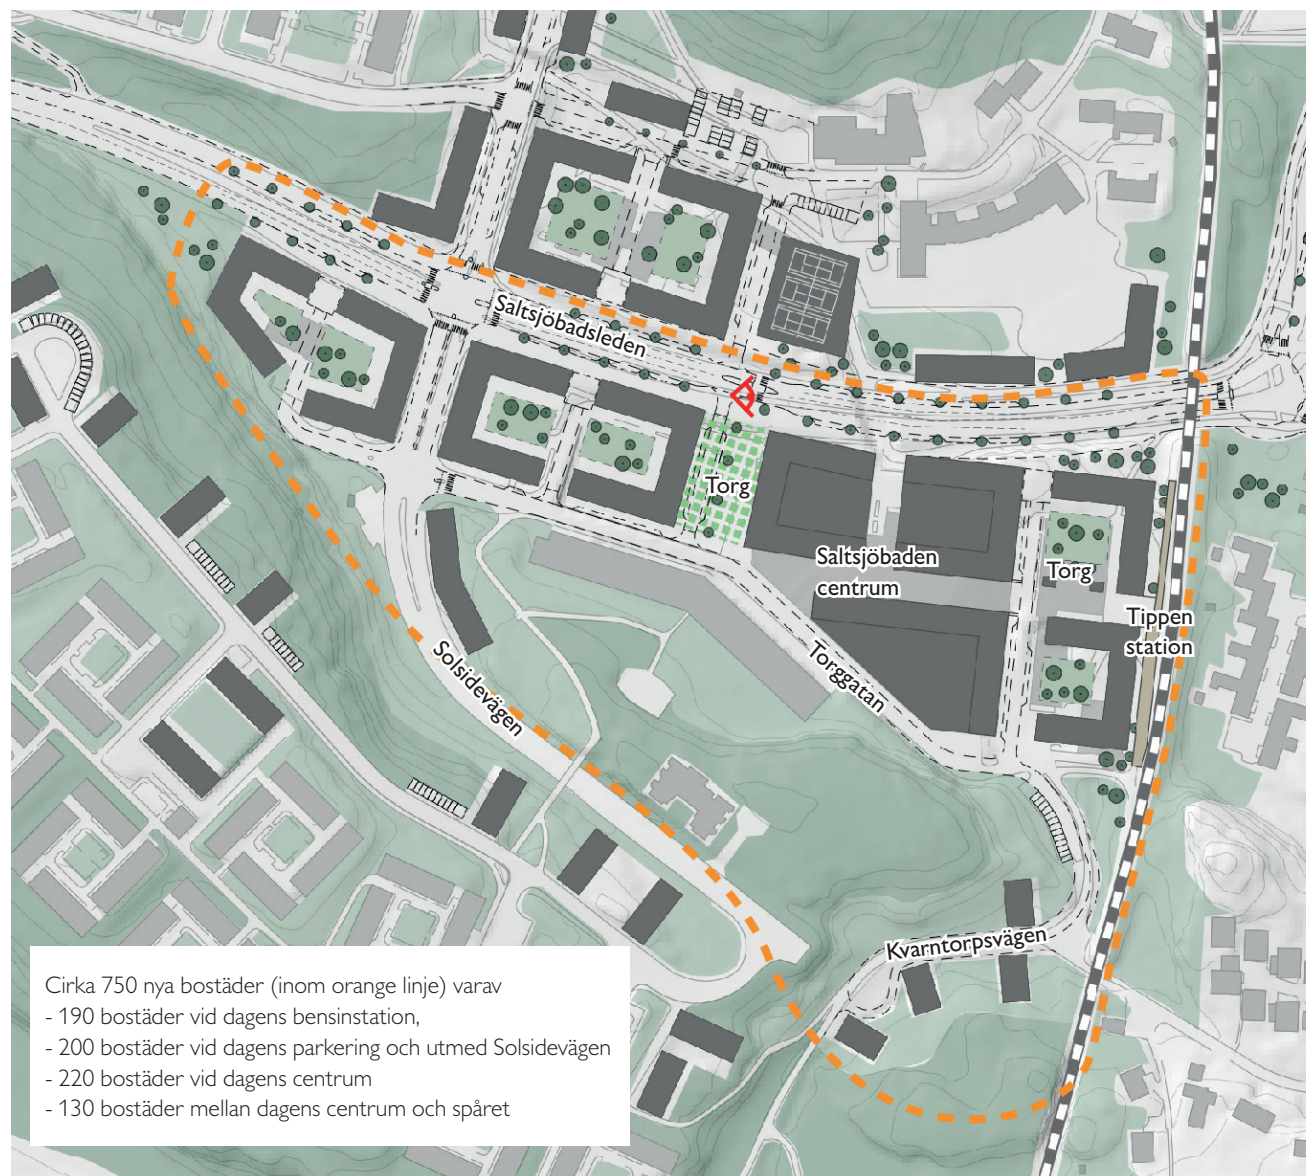 Saltsjöbadsleden
Torg
Saltsjöbaden
centrum
Torg
Tippen
station
Torggatan
Solsidevägen
Kvarntorpsvägen
Cirka 750 nya bostäder (inom orange linje) varav
- 190 bostäder vid dagens bensinstation,
- 200 bostäder vid dagens parkering och utmed Solsidevägen
- 220 bostäder vid dagens centrum
- 130 bostäder mellan dagens centrum och spåret